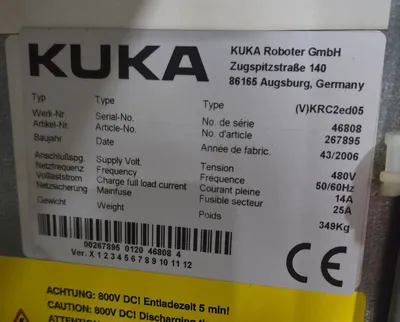 KUKA
KUKA Roboter GmbH
Zugspitzstraße 140
86165 Augsburg, Germany
Typ Type Type (V)KRC2ed05
Werk-Nr Serial-No. No. de série 46808
Artikel-Nr. Article-No. No. d'article 267895
Baujahr Date Année de fabric. 43/2006
Anschlußspg. Supply Volt. Tension 480V
Netzfrequenz Frequency Fréquency 50/60Hz
Vollaststrom Charge full load current Courant pleine 14A
Netzsicherung Mainfuse Fusible secteur 25A
Gewicht Weight Poids 349Kg
00267895 0120 46808 4
Ver. X 1 2 3 4 5 6 7 8 9 10 11 12
CE
ACHTUNG: 800V DC! Entladezeit 5 min!
CAUTION: 800V DC! Discharging